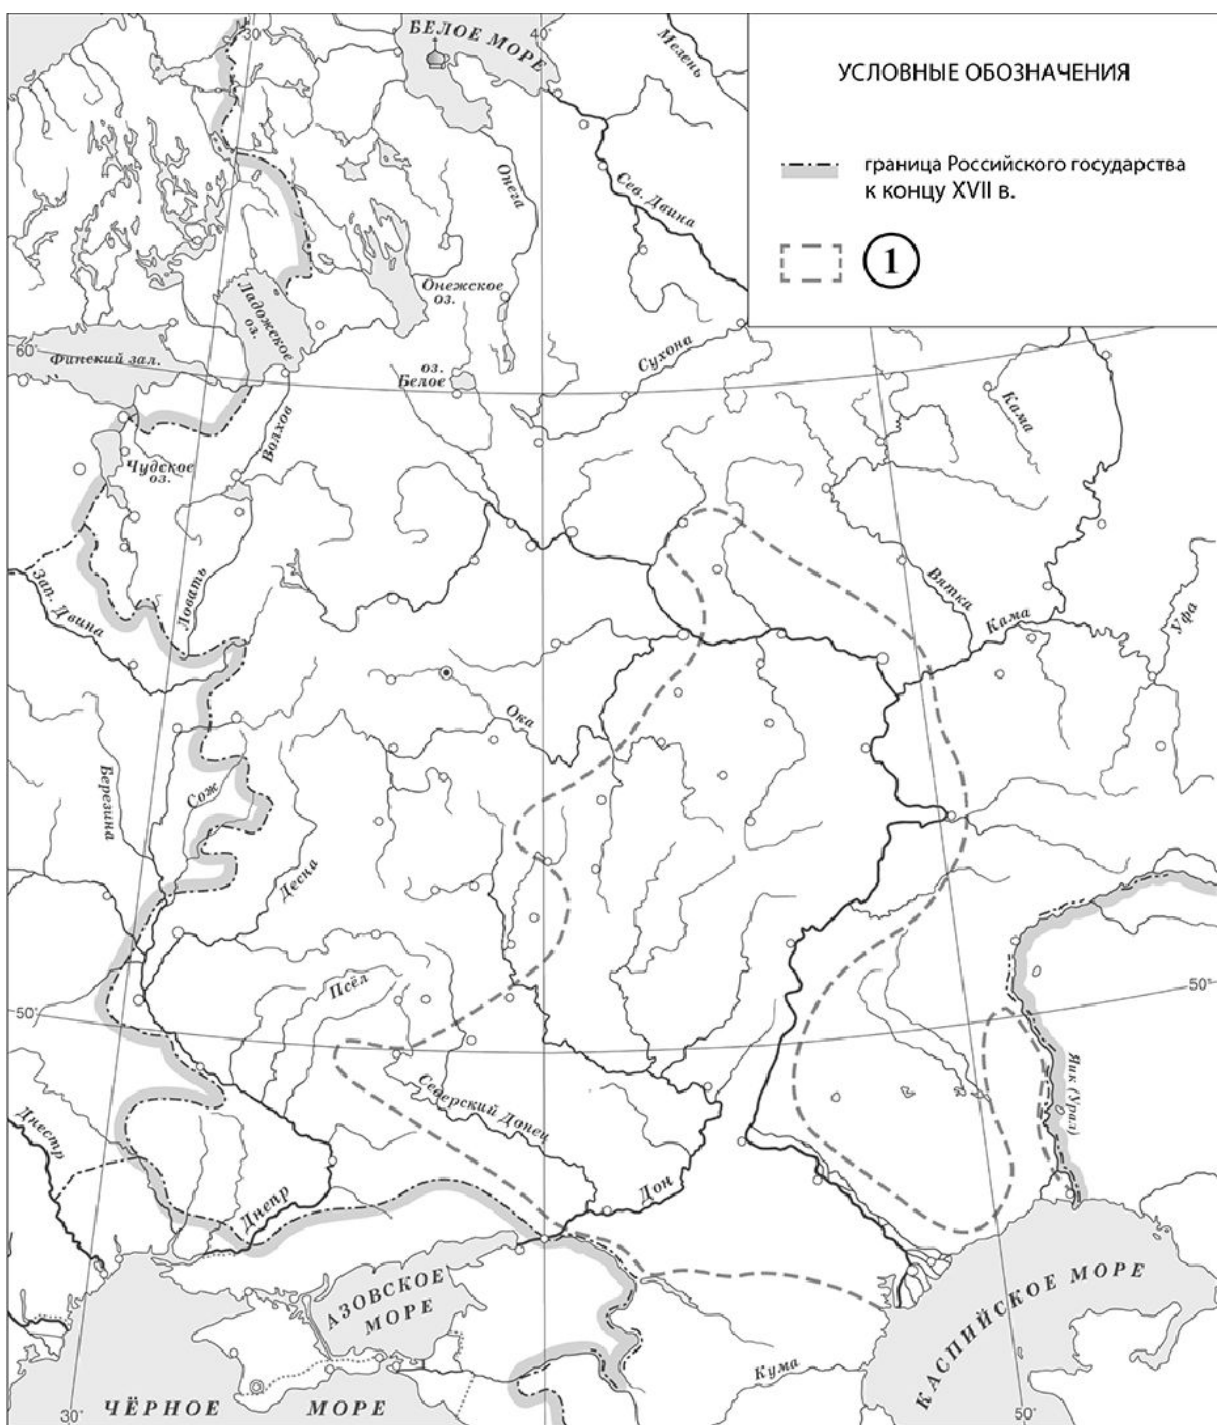 30°
БЕЛОЕ МОРЕ
40°
Мезень
УСЛОВНЫЕ ОБОЗНАЧЕНИЯ
граница Российского государства
к концу XVII в.
1
Онега
Сев. Двина
Ладожское
оз.
Онежское
оз.
60°
Финский зал.
оз.
Белое
Сухона
Кама
Волхов
Чудское
оз.
Зап. Двина
Ловать
Вятка
Кама
Уфа
Ока
Березина
Сож
Десна
Псёл
50°
50°
Северский Донец
Яик (Урал)
Днестр
Днепр
Дон
АЗОВСКОЕ
МОРЕ
КАСПИЙСКОЕ МОРЕ
Кума
30°
ЧЁРНОЕ МОРЕ
50°